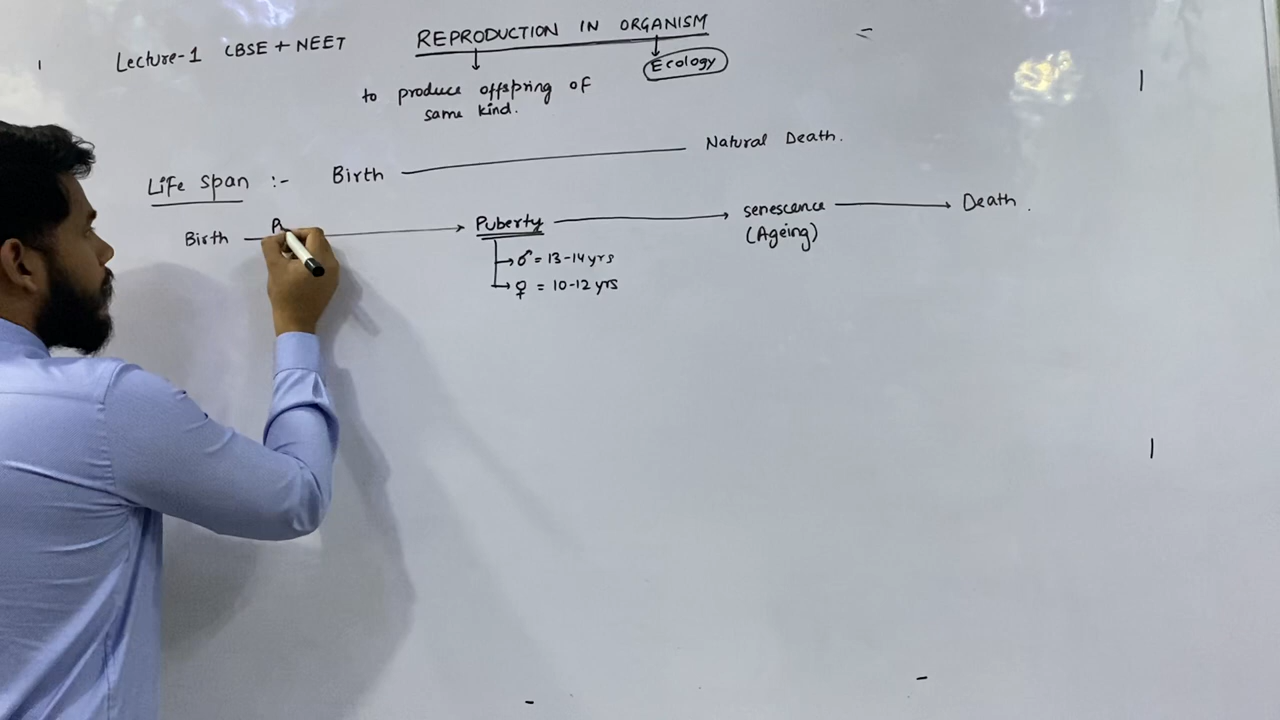 Lecture-1 CBSE + NEET
REPRODUCTION IN ORGANISM
Ecology
to produce offspring of
same kind.
Life span :- Birth Natural Death.
Birth Puberty senescence Death.
(Ageing)
♂ = 13-14 yrs
♀ = 10-12 yrs